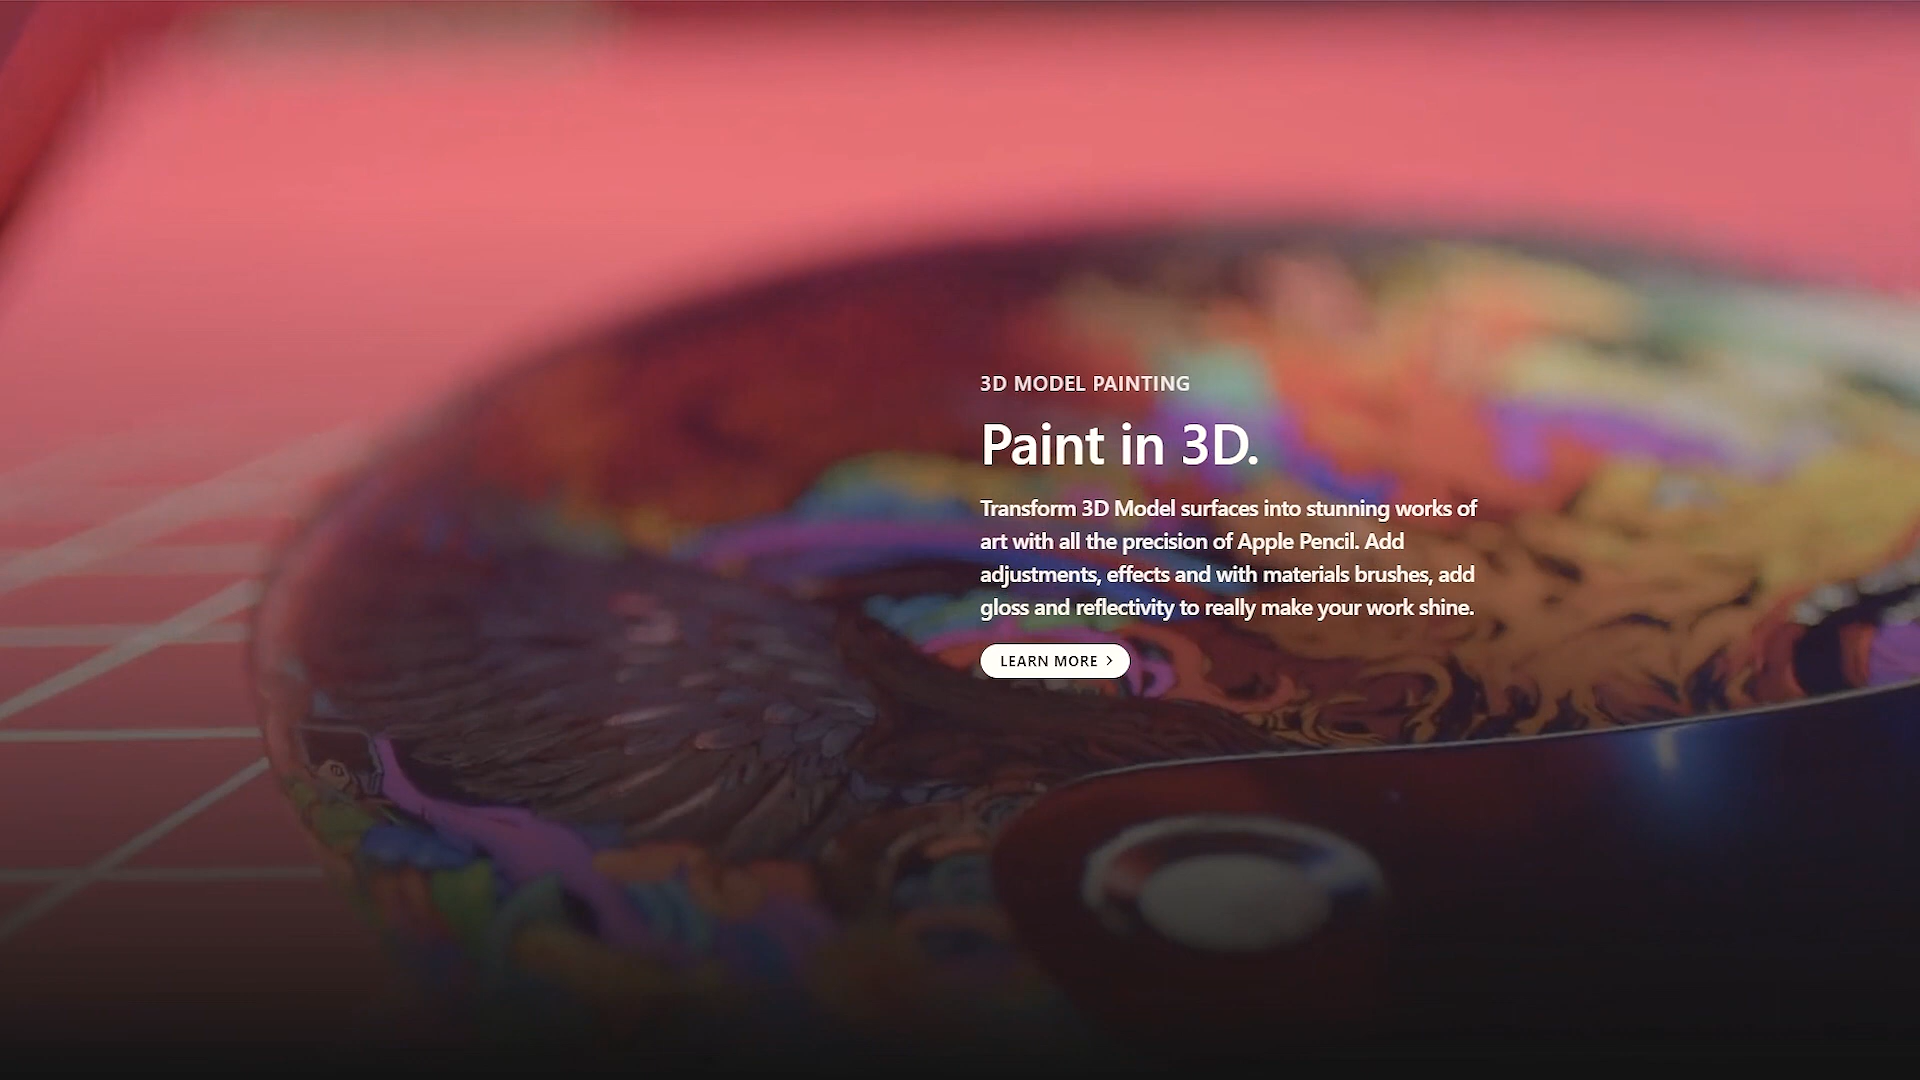 3D MODEL PAINTING
Paint in 3D.
Transform 3D Model surfaces into stunning works of
art with all the precision of Apple Pencil. Add
adjustments, effects and with materials brushes, add
gloss and reflectivity to really make your work shine.
LEARN MORE >